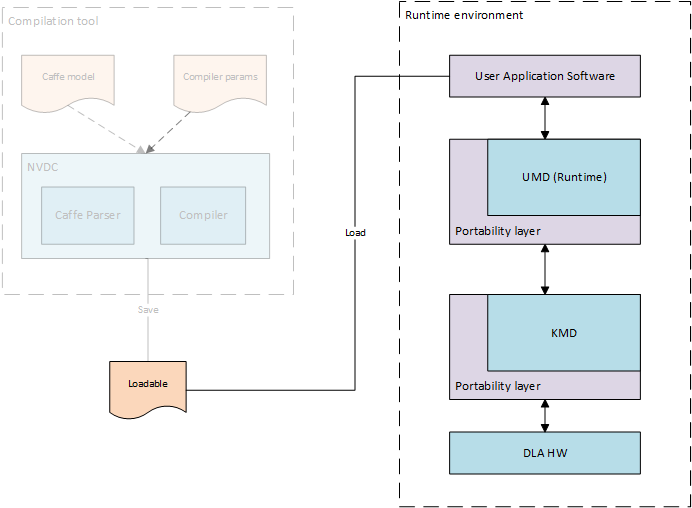 Compilation tool
Caffe model
Compiler params
NVDC
Caffe Parser
Compiler
Save
Loadable
Load
Runtime environment
User Application Software
UMD (Runtime)
Portability layer
KMD
Portability layer
DLA HW